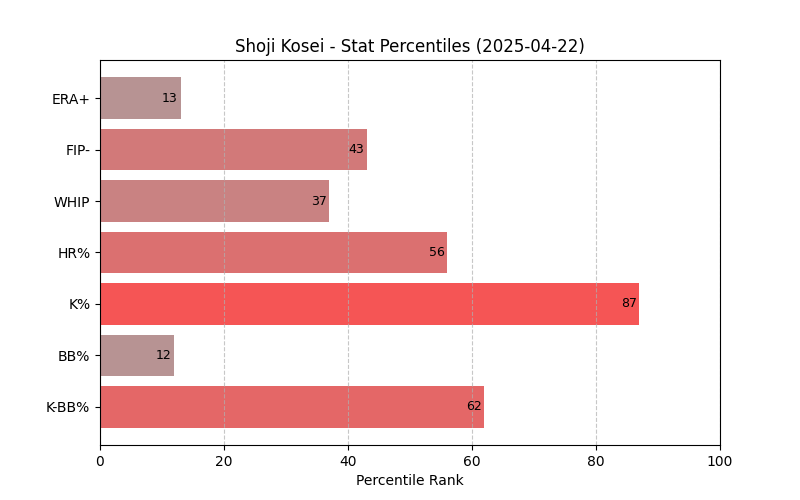 Shoji Kosei - Stat Percentiles (2025-04-22)
ERA+ 13
FIP- 43
WHIP 37
HR% 56
K% 87
BB% 12
K-BB% 62
0 20 40 60 80 100
Percentile Rank